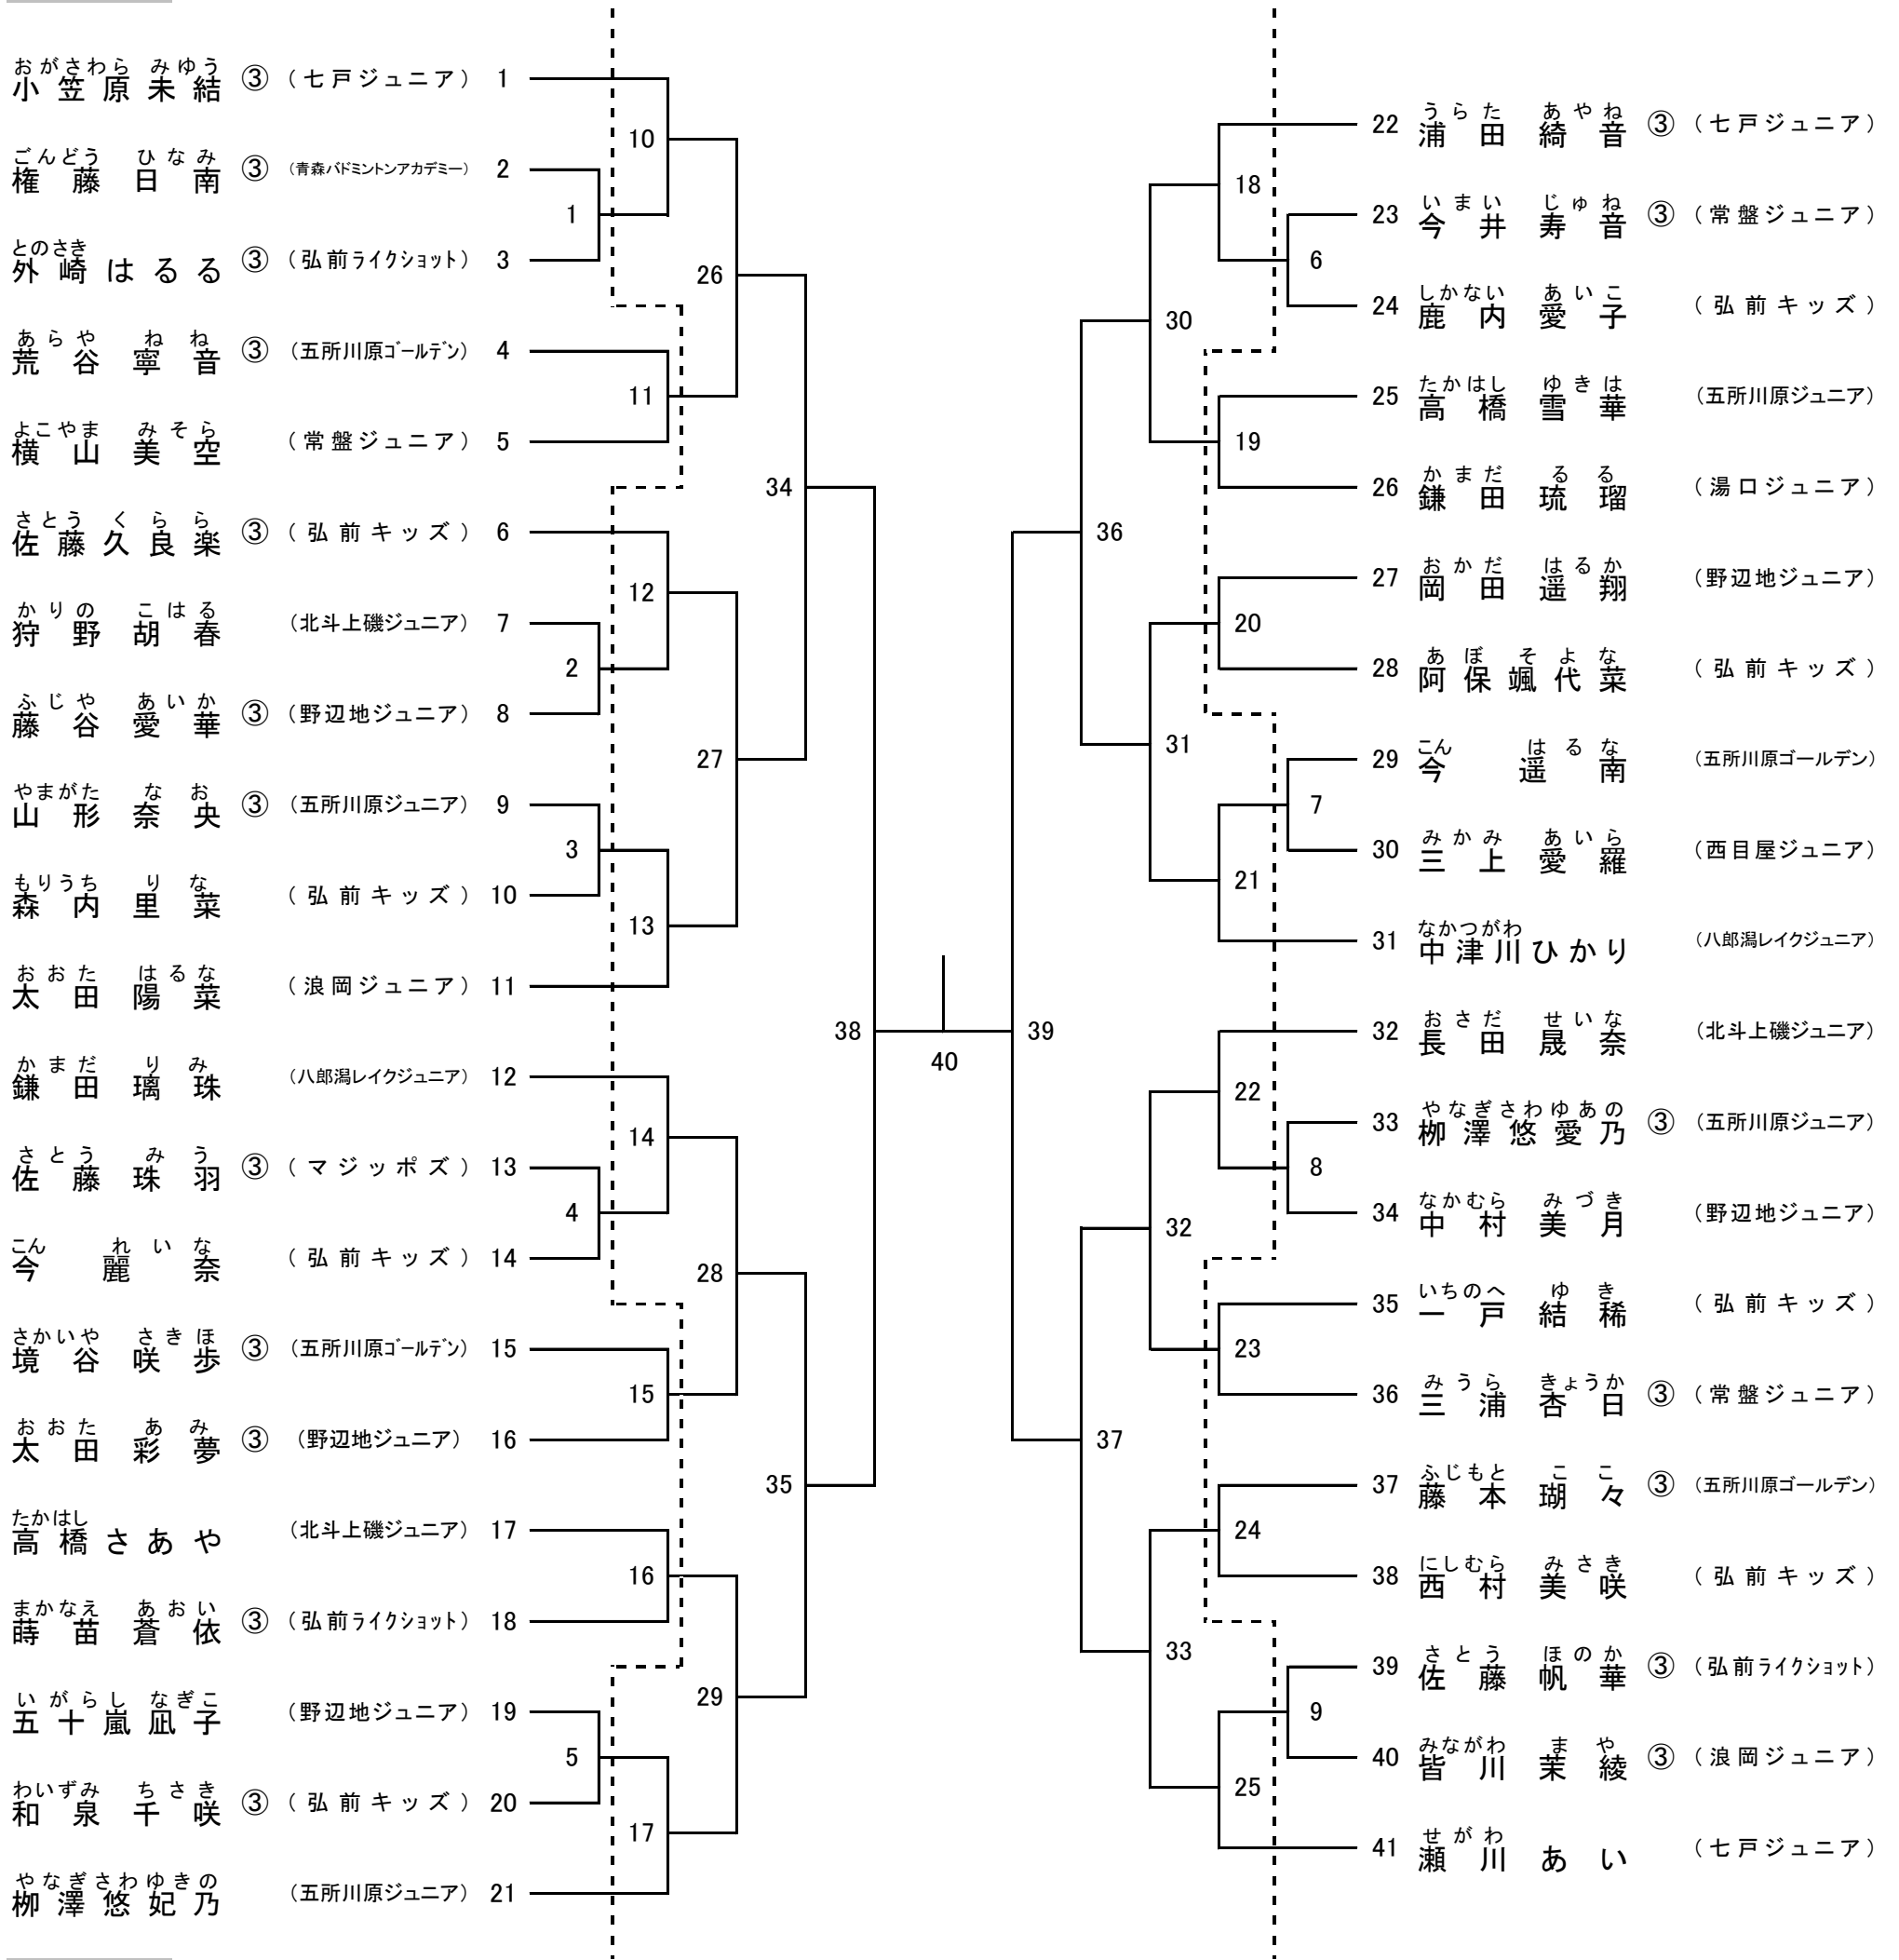 おがさわら みゆう
小笠原未結 ③ (七戸ジュニア) 1
ごんどう ひなみ
権藤 日南 ③ (青森バドミントンアカデミー) 2
とのさき
外崎はるる ③ (弘前ライクショット) 3
あらや ねね
荒谷 寧音 ③ (五所川原ゴールデン) 4
よこやま みそら
横山 美空 (常盤ジュニア) 5
さとう くらら
佐藤久良楽 ③ (弘前キッズ) 6
かりの こはる
狩野 胡春 (北斗上磯ジュニア) 7
ふじや あいか
藤谷 愛華 ③ (野辺地ジュニア) 8
やまがた なお
山形 奈央 ③ (五所川原ジュニア) 9
もりうち りな
森内 里菜 (弘前キッズ) 10
おおた はるな
太田 陽菜 (浪岡ジュニア) 11
かまだ りみ
鎌田 璃珠 (八郎潟レイクジュニア) 12
さとう みう
佐藤 珠羽 ③ (マジッポズ) 13
こん れいな
今 麗奈 (弘前キッズ) 14
さかいや さきほ
境谷 咲歩 ③ (五所川原ゴールデン) 15
おおた あみ
太田 彩夢 ③ (野辺地ジュニア) 16
たかはし
高橋さあや (北斗上磯ジュニア) 17
まかなえ あおい
蒔苗 蒼依 ③ (弘前ライクショット) 18
いがらし なぎこ
五十嵐凪子 (野辺地ジュニア) 19
わいずみ ちさき
和泉 千咲 ③ (弘前キッズ) 20
やなぎさわゆきの
栁澤悠妃乃 (五所川原ジュニア) 21
1
2
3
4
5
10
11
12
13
14
15
16
17
26
27
28
29
34
35
38
40
39
36
37
30
31
32
33
18
19
20
21
22
23
24
25
6
7
8
9
うらた あやね
22 浦田 綺音 ③ (七戸ジュニア)
いまい じゅね
23 今井 寿音 ③ (常盤ジュニア)
しかない あいこ
24 鹿内 愛子 (弘前キッズ)
たかはし ゆきは
25 高橋 雪華 (五所川原ジュニア)
かまだ るる
26 鎌田 琉瑠 (湯口ジュニア)
おかだ はるか
27 岡田 遥翔 (野辺地ジュニア)
あぼ そよな
28 阿保颯代菜 (弘前キッズ)
こん はるな
29 今 遥南 (五所川原ゴールデン)
みかみ あいら
30 三上 愛羅 (西目屋ジュニア)
なかつがわ
31 中津川ひかり (八郎潟レイクジュニア)
おさだ せいな
32 長田 晟奈 (北斗上磯ジュニア)
やなぎさわゆあの
33 栁澤悠愛乃 ③ (五所川原ジュニア)
なかむら みづき
34 中村 美月 (野辺地ジュニア)
いちのへ ゆき
35 一戸 結稀 (弘前キッズ)
みうら きょうか
36 三浦 杏日 ③ (常盤ジュニア)
ふじもと ここ
37 藤本 瑚々 ③ (五所川原ゴールデン)
にしむら みさき
38 西村 美咲 (弘前キッズ)
さとう ほのか
39 佐藤 帆華 ③ (弘前ライクショット)
みながわ まや
40 皆川 茉綾 ③ (浪岡ジュニア)
せがわ
41 瀬川 あい (七戸ジュニア)